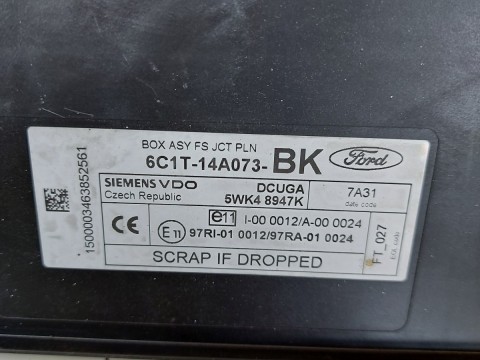 BOX ASY FS JCT PLN
6C1T-14A073-BK
Ford
SIEMENS VDO
Czech Republic
DCUGA
5WK4 8947K
7A31
date code
CE
e11 I-00 0012/A-00 0024
E11 97RI-01 0012/97RA-01 0024
FT_027
SCRAP IF DROPPED
1500003463852561